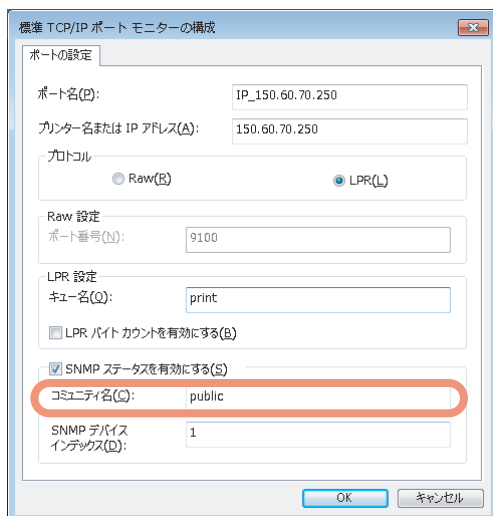 標準 TCP/IP ポート モニターの構成
ポートの設定
ポート名(P):
IP_150.60.70.250
プリンター名または IP アドレス(A):
150.60.70.250
プロトコル
Raw(R)
LPR(L)
Raw 設定
ポート番号(N):
9100
LPR 設定
キュー名(Q):
print
LPR バイト カウントを有効にする(B)
SNMP ステータスを有効にする(S)
コミュニティ名(C):
public
SNMP デバイス
インデックス(D):
1
OK
キャンセル